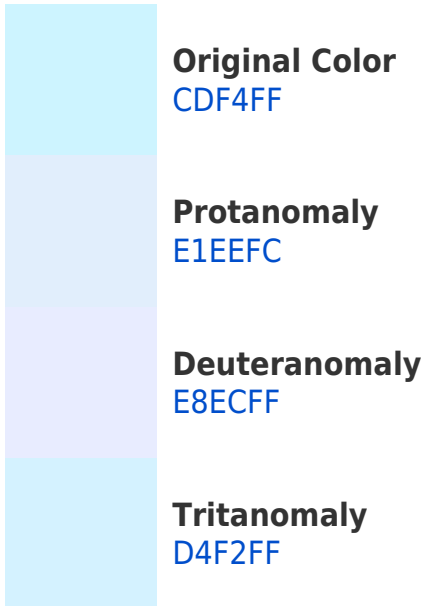 Original Color
CDF4FF
Protanomaly
E1EEFC
Deuteranomaly
E8ECFF
Tritanomaly
D4F2FF